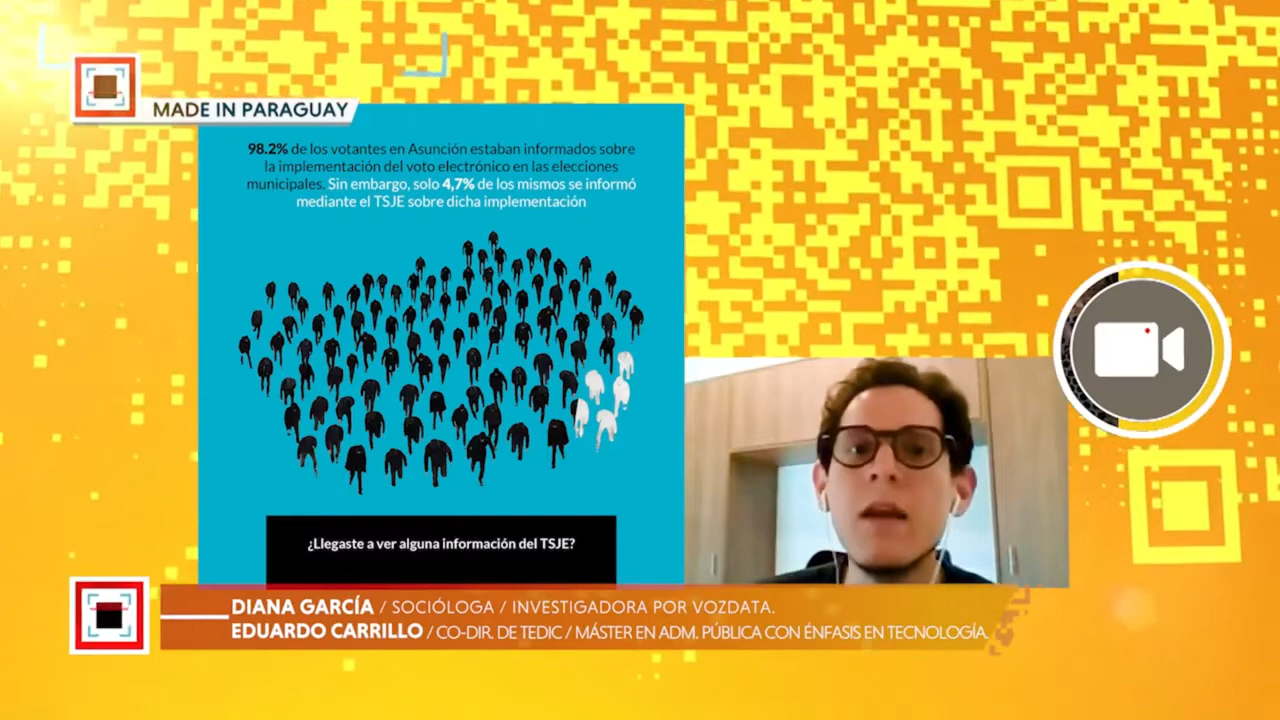 MADE IN PARAGUAY
98.2% de los votantes en Asunción estaban informados sobre
la implementación del voto electrónico en las elecciones
municipales. Sin embargo, solo 4,7% de los mismos se informó
mediante el TSJE sobre dicha implementación
¿Llegaste a ver alguna información del TSJE?
DIANA GARCÍA / SOCIÓLOGA / INVESTIGADORA POR VOZDATA.
EDUARDO CARRILLO / CO-DIR. DE TEDIC / MÁSTER EN ADM. PÚBLICA CON ÉNFASIS EN TECNOLOGÍA.